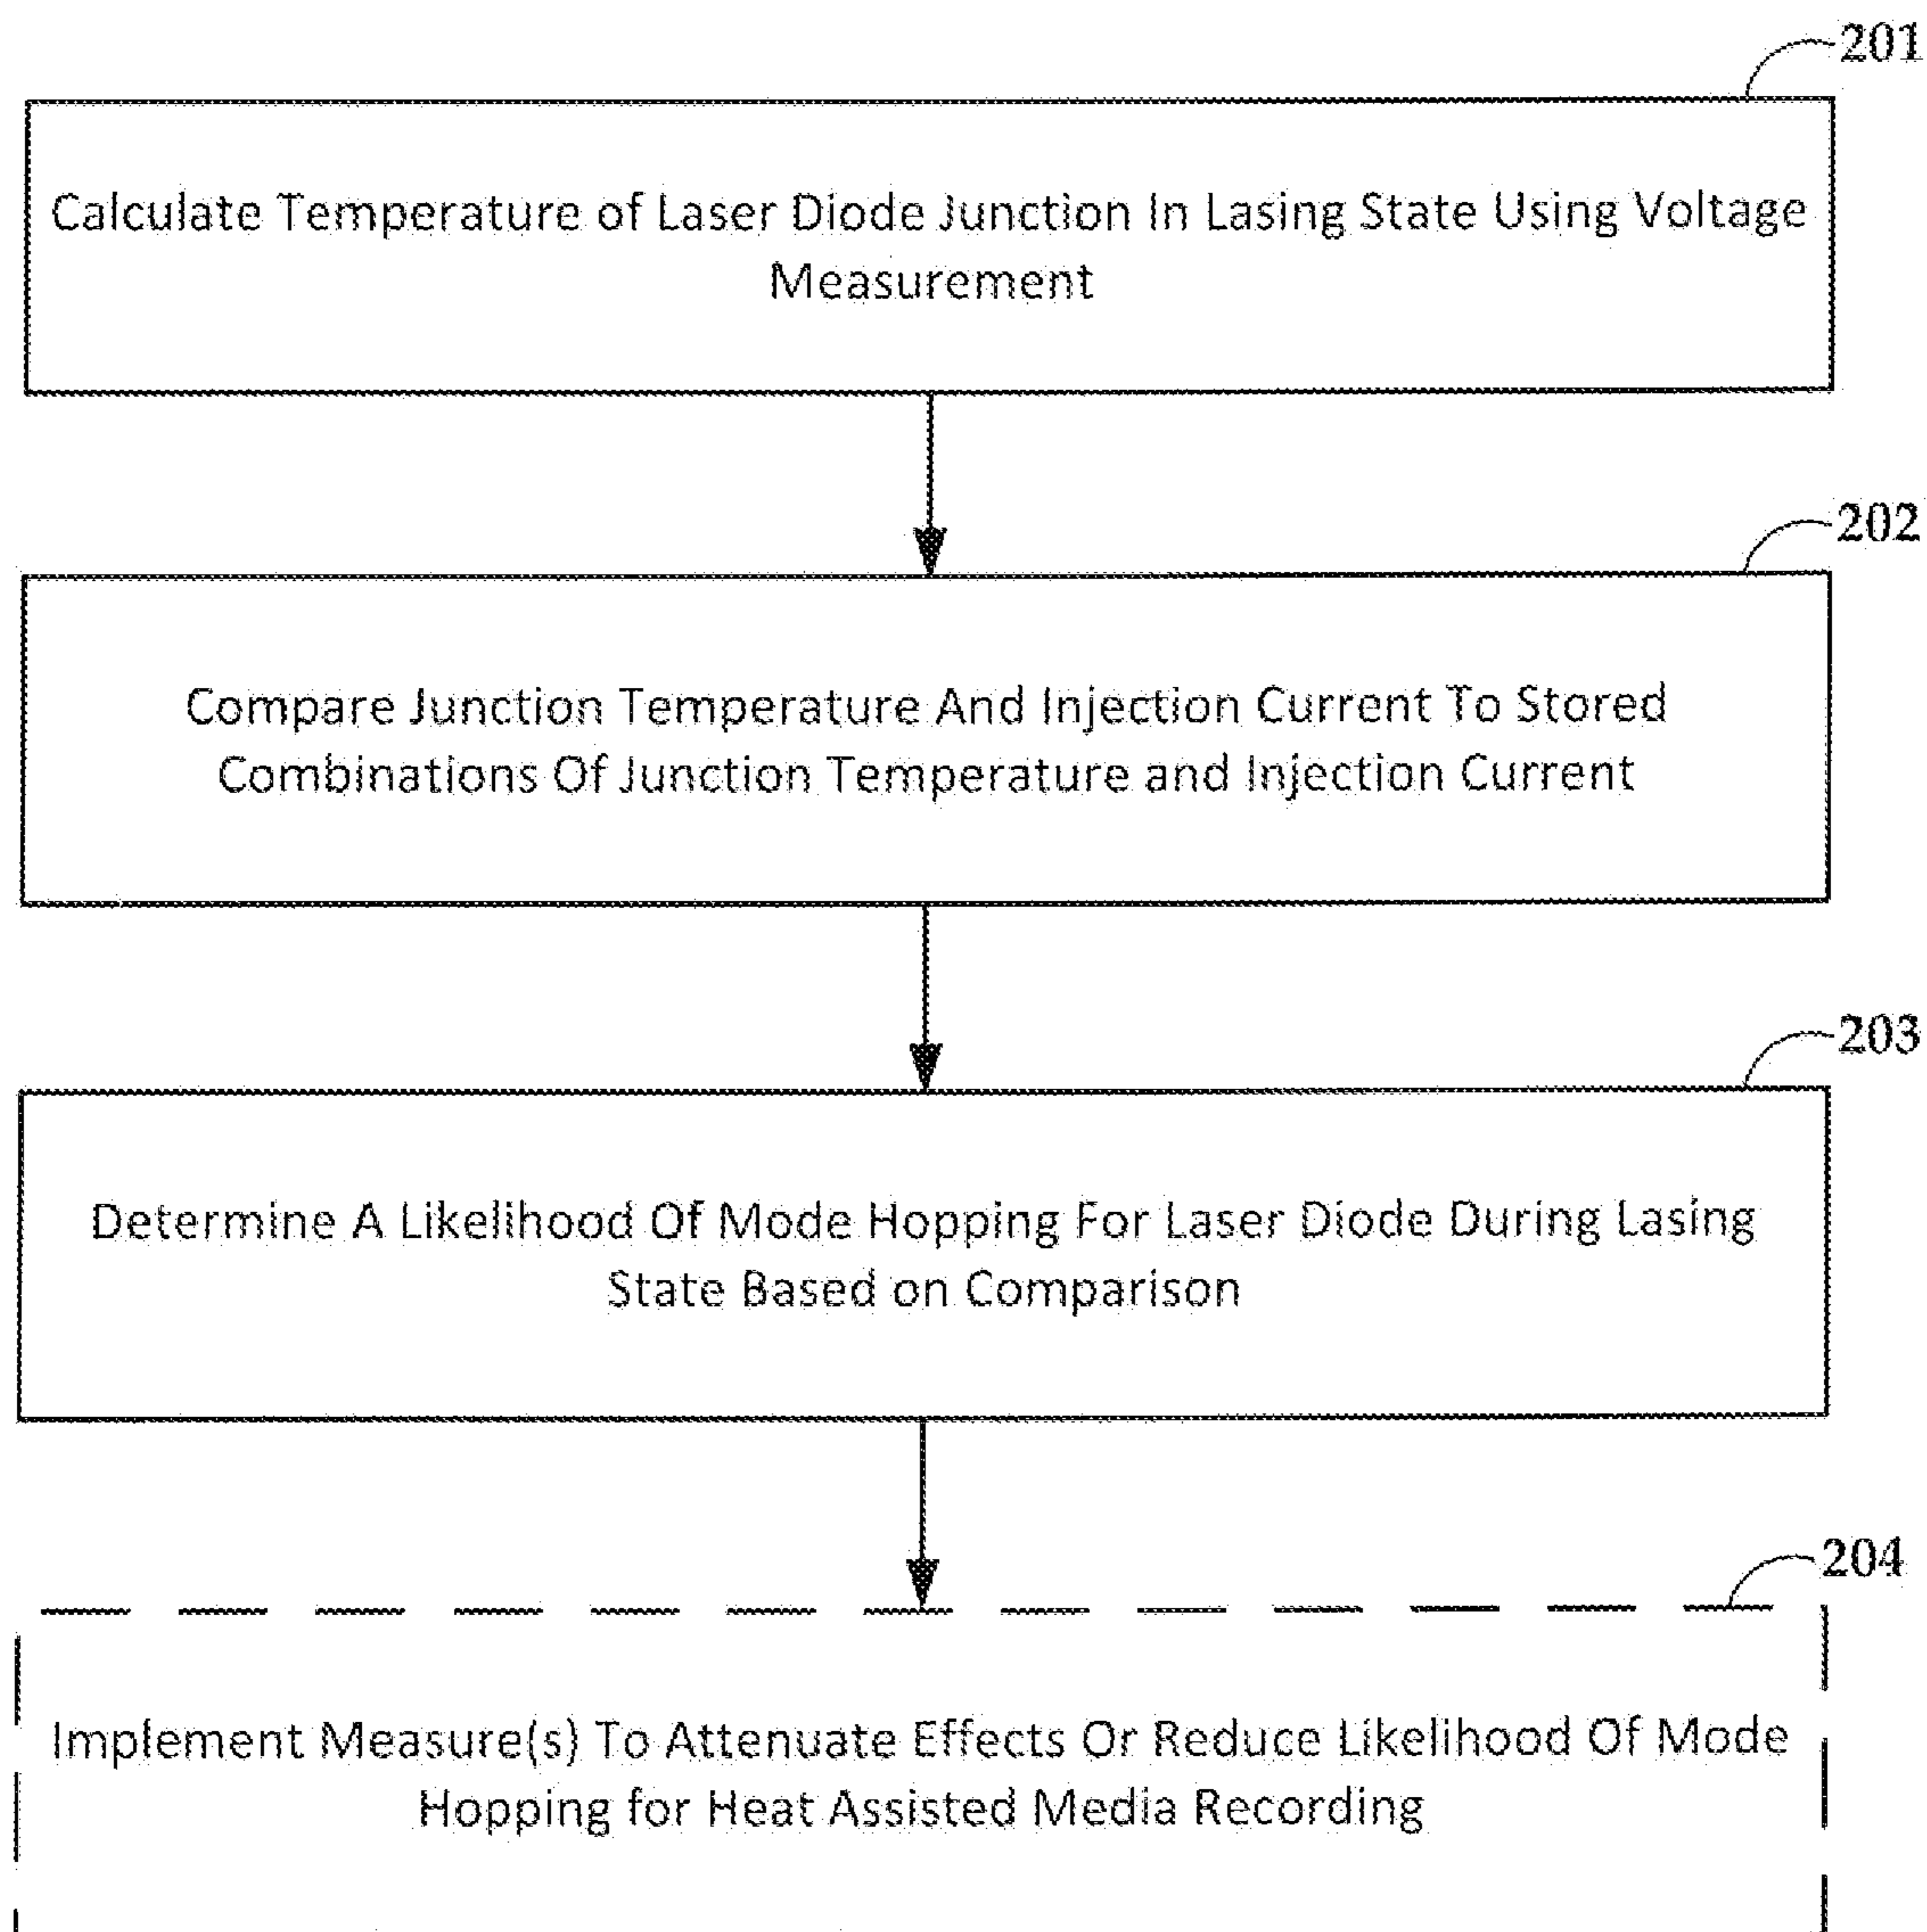 201
Calculate Temperature of Laser Diode Junction In Lasing State Using Voltage
Measurement
202
Compare Junction Temperature And Injection Current To Stored
Combinations Of Junction Temperature and Injection Current
203
Determine A Likelihood Of Mode Hopping For Laser Diode During Lasing
State Based on Comparison
204
Implement Measure(s) To Attenuate Effects Or Reduce Likelihood Of Mode
Hopping for Heat Assisted Media Recording